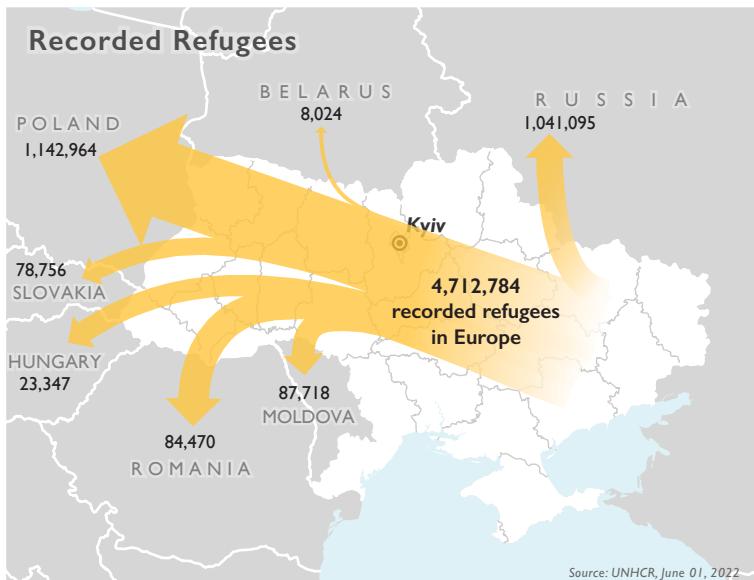 Recorded Refugees
BELARUS
8,024
RUSSIA
1,041,095
POLAND
1,142,964
Kyiv
78,756
SLOVAKIA
4,712,784
recorded refugees
in Europe
HUNGARY
23,347
87,718
MOLDOVA
84,470
ROMANIA
Source: UNHCR, June 01, 2022